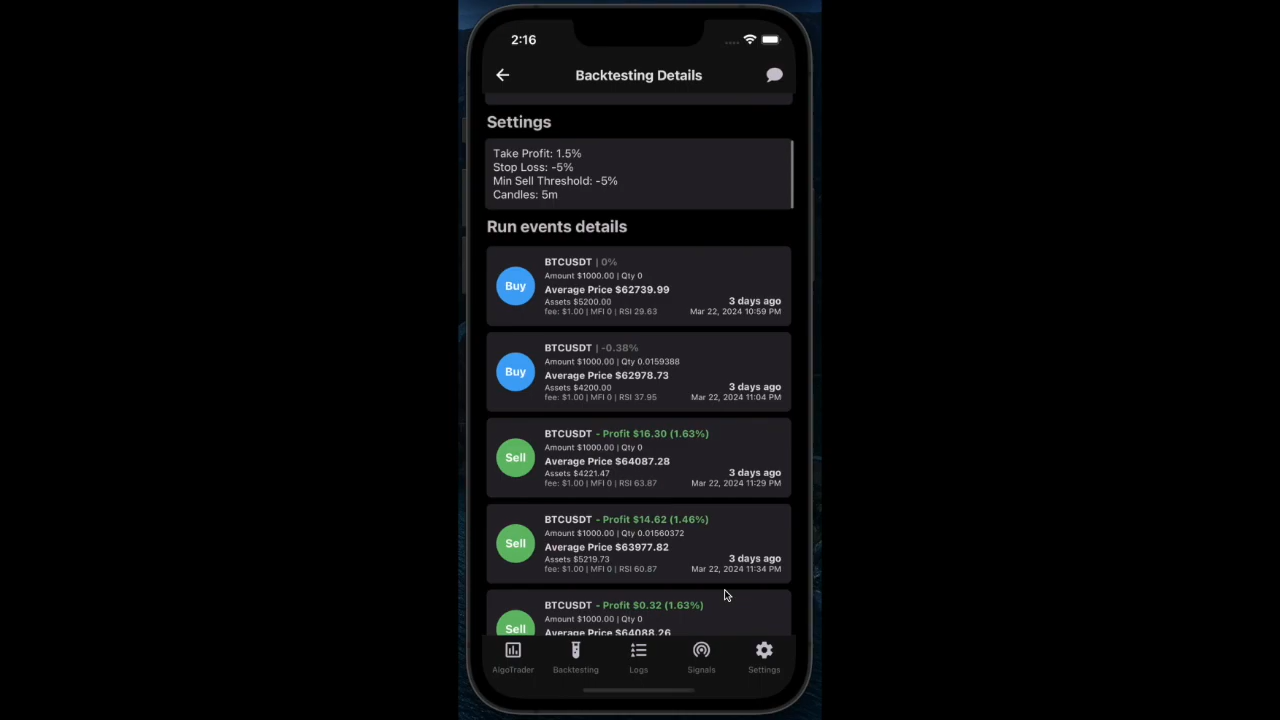 2:16
Backtesting Details
Settings
Take Profit: 1.5%
Stop Loss: -5%
Min Sell Threshold: -5%
Candles: 5m
Run events details
Buy
BTCUSDT | 0%
Amount $1000.00 | Qty 0
Average Price $62739.99
Assets $5200.00
3 days ago
fee: $1.00 | MFI 0 | RSI 29.63
Mar 22, 2024 10:59 PM
Buy
BTCUSDT | -0.38%
Amount $1000.00 | Qty 0.0159388
Average Price $62978.73
Assets $4200.00
3 days ago
fee: $1.00 | MFI 0 | RSI 37.95
Mar 22, 2024 11:04 PM
Sell
BTCUSDT - Profit $16.30 (1.63%)
Amount $1000.00 | Qty 0
Average Price $64087.28
Assets $4221.47
3 days ago
fee: $1.00 | MFI 0 | RSI 63.87
Mar 22, 2024 11:29 PM
Sell
BTCUSDT - Profit $14.62 (1.46%)
Amount $1000.00 | Qty 0.01560372
Average Price $63977.82
Assets $5219.73
3 days ago
fee: $1.00 | MFI 0 | RSI 60.87
Mar 22, 2024 11:34 PM
Sell
BTCUSDT - Profit $0.32 (1.63%)
Amount $1000.00 | Qty 0
Average Price $64088.26
AlgoTrader
Backtesting
Logs
Signals
Settings